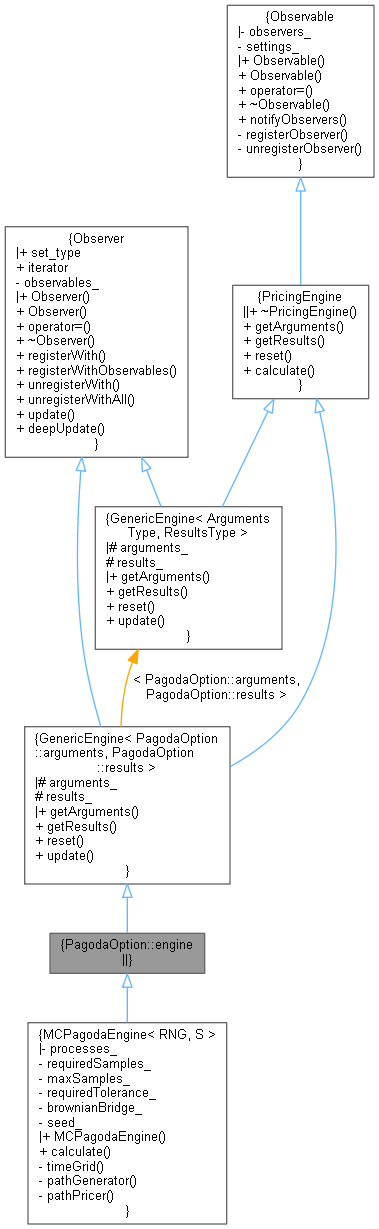 {Observable
|- observers_
- settings_
|+ Observable()
+ Observable()
+ operator=()
+ ~Observable()
+ notifyObservers()
- registerObserver()
- unregisterObserver()
}
{Observer
|+ set_type
+ iterator
- observables_
|+ Observer()
+ Observer()
+ operator=()
+ ~Observer()
+ registerWith()
+ registerWithObservables()
+ unregisterWith()
+ unregisterWithAll()
+ update()
+ deepUpdate()
}
{PricingEngine
||+ ~PricingEngine()
+ getArguments()
+ getResults()
+ reset()
+ calculate()
}
{GenericEngine< Arguments
Type, ResultsType >
|# arguments_
# results_
|+ getArguments()
+ getResults()
+ reset()
+ update()
}
< PagodaOption::arguments,
PagodaOption::results >
{GenericEngine< PagodaOption
::arguments, PagodaOption
::results >
|# arguments_
# results_
|+ getArguments()
+ getResults()
+ reset()
+ update()
}
{PagodaOption::engine
||}
{MCPagodaEngine< RNG, S >
|- processes_
- requiredSamples_
- maxSamples_
- requiredTolerance_
- brownianBridge_
- seed_
|+ MCPagodaEngine()
+ calculate()
- timeGrid()
- pathGenerator()
- pathPricer()
}